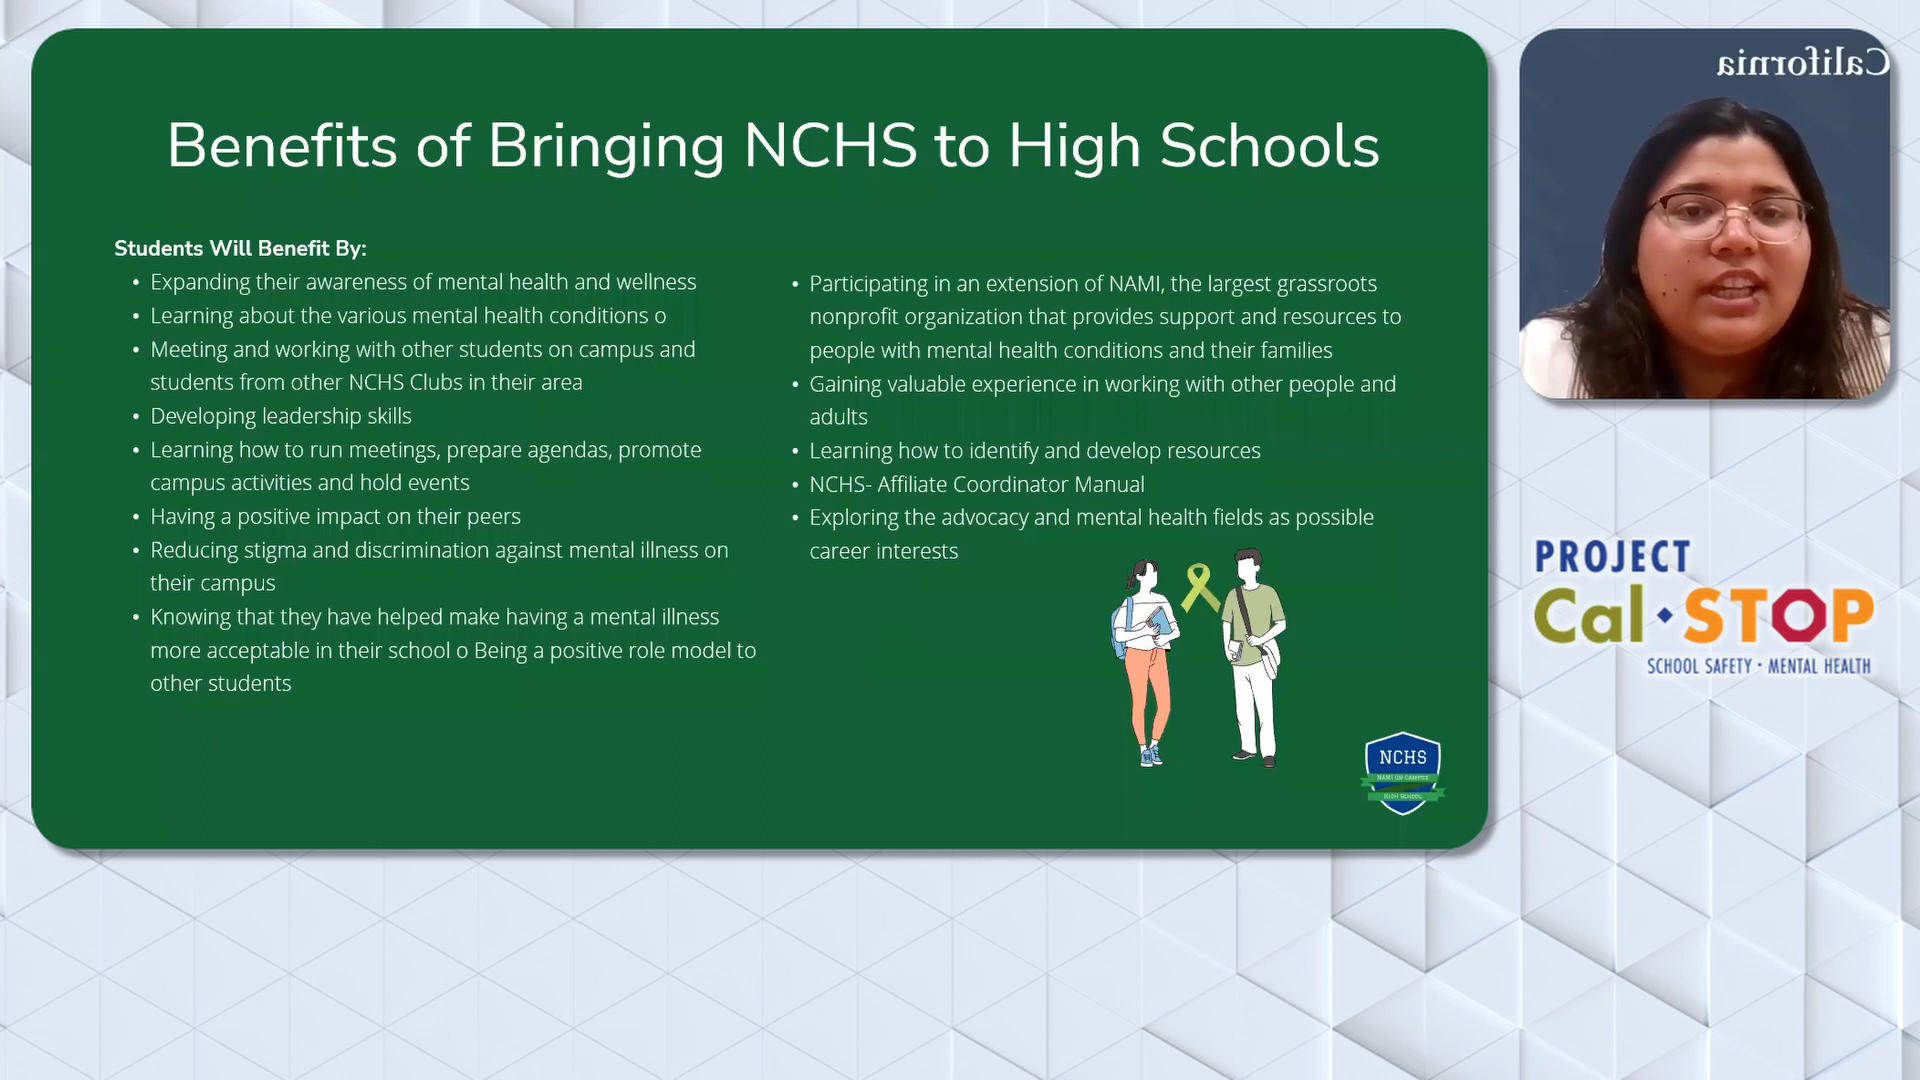 Benefits of Bringing NCHS to High Schools
Students Will Benefit By:
• Expanding their awareness of mental health and wellness
• Learning about the various mental health conditions o
• Meeting and working with other students on campus and
students from other NCHS Clubs in their area
• Developing leadership skills
• Learning how to run meetings, prepare agendas, promote
campus activities and hold events
• Having a positive impact on their peers
• Reducing stigma and discrimination against mental illness on
their campus
• Knowing that they have helped make having a mental illness
more acceptable in their school o Being a positive role model to
other students
• Participating in an extension of NAMI, the largest grassroots
nonprofit organization that provides support and resources to
people with mental health conditions and their families
• Gaining valuable experience in working with other people and
adults
• Learning how to identify and develop resources
• NCHS- Affiliate Coordinator Manual
• Exploring the advocacy and mental health fields as possible
career interests
NCHS
NAMI ON CAMPUS
HIGH SCHOOL
California
PROJECT
Cal•STOP
SCHOOL SAFETY • MENTAL HEALTH